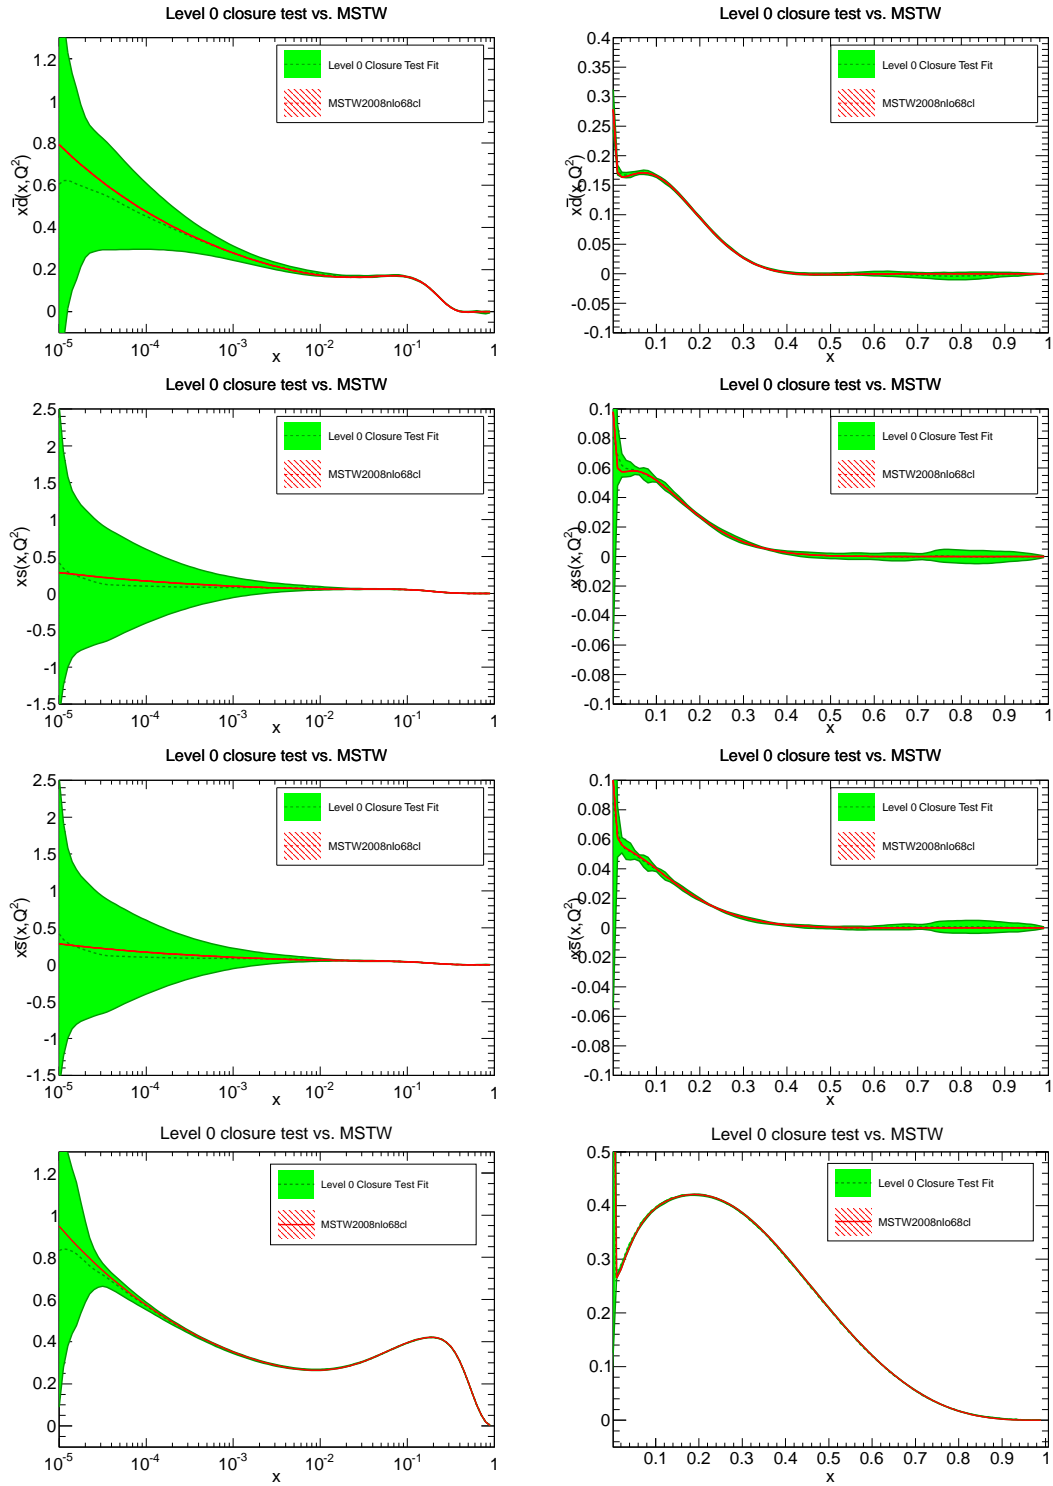 Level 0 closure test vs. MSTW
Level 0 closure test vs. MSTW
xd̅(x,Q²)
1.2
1
0.8
0.6
0.4
0.2
0
Level 0 Closure Test Fit
MSTW2008nlo68cl
10⁻⁵ 10⁻⁴ 10⁻³ 10⁻² 10⁻¹ 1
x
xd̅(x,Q²)
0.4
0.35
0.3
0.25
0.2
0.15
0.1
0.05
0
-0.05
-0.1
Level 0 Closure Test Fit
MSTW2008nlo68cl
0.1 0.2 0.3 0.4 0.5 0.6 0.7 0.8 0.9 1
x
Level 0 closure test vs. MSTW
Level 0 closure test vs. MSTW
xs(x,Q²)
2.5
2
1.5
1
0.5
0
-0.5
-1
-1.5
Level 0 Closure Test Fit
MSTW2008nlo68cl
10⁻⁵ 10⁻⁴ 10⁻³ 10⁻² 10⁻¹ 1
x
xs(x,Q²)
0.1
0.08
0.06
0.04
0.02
0
-0.02
-0.04
-0.06
-0.08
-0.1
Level 0 Closure Test Fit
MSTW2008nlo68cl
0.1 0.2 0.3 0.4 0.5 0.6 0.7 0.8 0.9 1
x
Level 0 closure test vs. MSTW
Level 0 closure test vs. MSTW
xs̅(x,Q²)
2.5
2
1.5
1
0.5
0
-0.5
-1
-1.5
Level 0 Closure Test Fit
MSTW2008nlo68cl
10⁻⁵ 10⁻⁴ 10⁻³ 10⁻² 10⁻¹ 1
x
xs̅(x,Q²)
0.1
0.08
0.06
0.04
0.02
0
-0.02
-0.04
-0.06
-0.08
-0.1
Level 0 Closure Test Fit
MSTW2008nlo68cl
0.1 0.2 0.3 0.4 0.5 0.6 0.7 0.8 0.9 1
x
Level 0 closure test vs. MSTW
Level 0 closure test vs. MSTW
1.2
1
0.8
0.6
0.4
0.2
0
Level 0 Closure Test Fit
MSTW2008nlo68cl
10⁻⁵ 10⁻⁴ 10⁻³ 10⁻² 10⁻¹ 1
x
0.5
0.4
0.3
0.2
0.1
0
Level 0 Closure Test Fit
MSTW2008nlo68cl
0.1 0.2 0.3 0.4 0.5 0.6 0.7 0.8 0.9 1
x